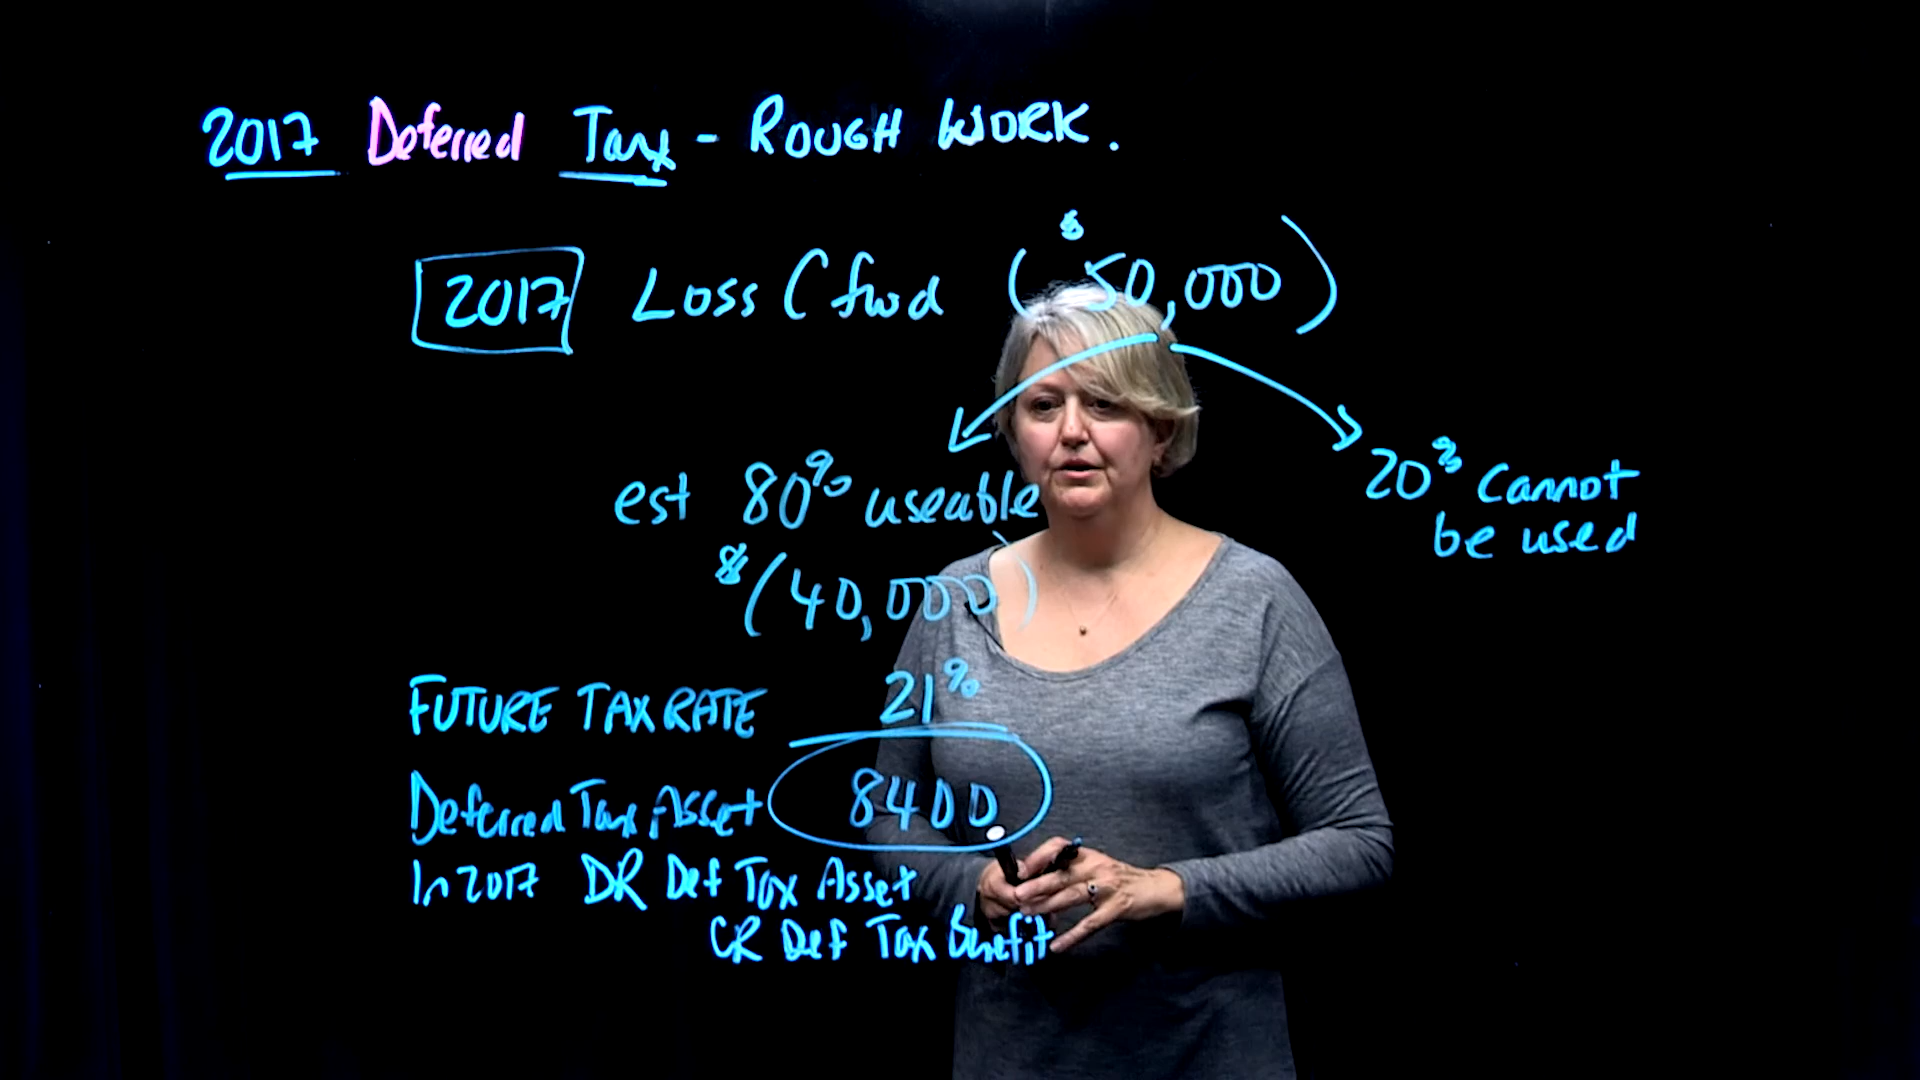 2017 Deferred Tax - ROUGH WORK.
2017 Loss C fwd ($50,000)
est 80% useable
$(40,000)
20% cannot
be used
FUTURE TAX RATE 21%
Deferred Tax Asset 8400
In 2017 DR Def Tax Asset
CR Def Tax Benefit